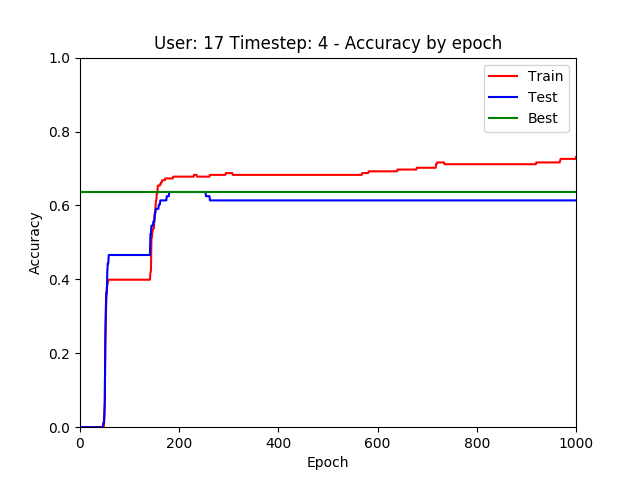 User: 17 Timestep: 4 - Accuracy by epoch
1.0
0.8
0.6
0.4
0.2
0.0
Accuracy
Train
Test
Best
0 200 400 600 800 1000
Epoch